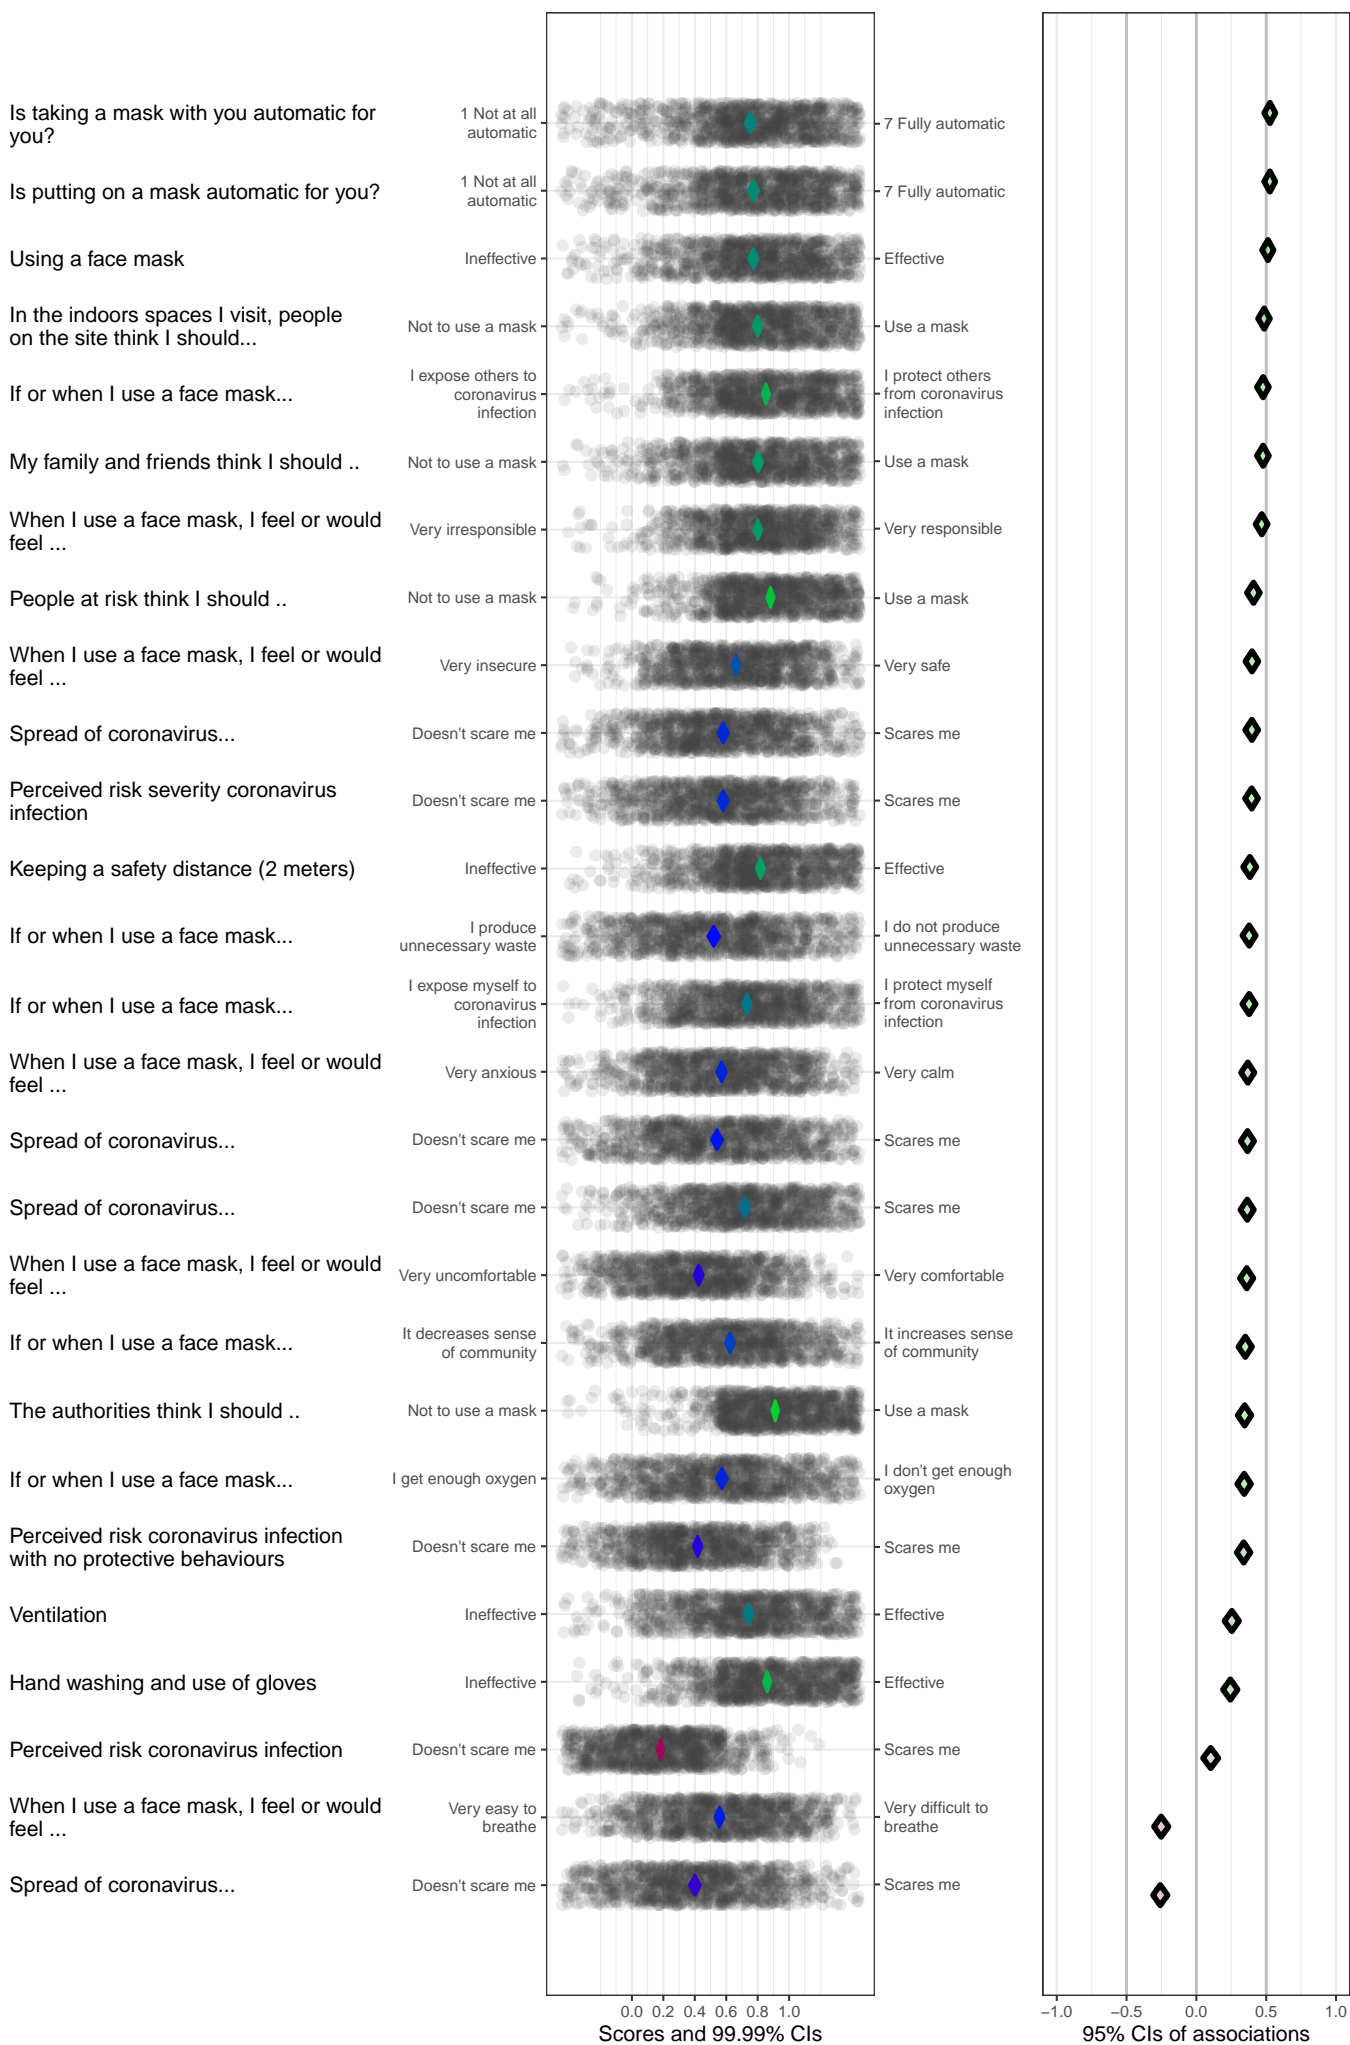 Is taking a mask with you automatic for
you?
1 Not at all
automatic
7 Fully automatic
Is putting on a mask automatic for you?
1 Not at all
automatic
7 Fully automatic
Using a face mask
Ineffective
Effective
In the indoors spaces I visit, people
on the site think I should...
Not to use a mask
Use a mask
If or when I use a face mask...
I expose others to
coronavirus
infection
I protect others
from coronavirus
infection
My family and friends think I should ..
Not to use a mask
Use a mask
When I use a face mask, I feel or would
feel ...
Very irresponsible
Very responsible
People at risk think I should ..
Not to use a mask
Use a mask
When I use a face mask, I feel or would
feel ...
Very insecure
Very safe
Spread of coronavirus...
Doesn't scare me
Scares me
Perceived risk severity coronavirus
infection
Doesn't scare me
Scares me
Keeping a safety distance (2 meters)
Ineffective
Effective
If or when I use a face mask...
I produce
unnecessary waste
I do not produce
unnecessary waste
If or when I use a face mask...
I expose myself to
coronavirus
infection
I protect myself
from coronavirus
infection
When I use a face mask, I feel or would
feel ...
Very anxious
Very calm
Spread of coronavirus...
Doesn't scare me
Scares me
Spread of coronavirus...
Doesn't scare me
Scares me
When I use a face mask, I feel or would
feel ...
Very uncomfortable
Very comfortable
If or when I use a face mask...
It decreases sense
of community
It increases sense
of community
The authorities think I should ..
Not to use a mask
Use a mask
If or when I use a face mask...
I get enough oxygen
I don't get enough
oxygen
Perceived risk coronavirus infection
with no protective behaviours
Doesn't scare me
Scares me
Ventilation
Ineffective
Effective
Hand washing and use of gloves
Ineffective
Effective
Perceived risk coronavirus infection
Doesn't scare me
Scares me
When I use a face mask, I feel or would
feel ...
Very easy to
breathe
Very difficult to
breathe
Spread of coronavirus...
Doesn't scare me
Scares me
0.0 0.2 0.4 0.6 0.8 1.0
Scores and 99.99% CIs
−1.0 −0.5 0.0 0.5 1.0
95% CIs of associations